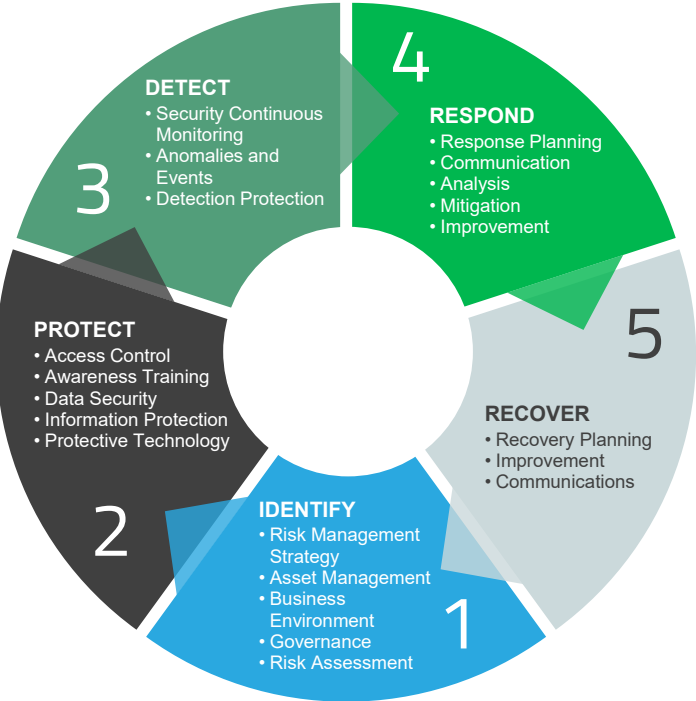 1
IDENTIFY
• Risk Management
Strategy
• Asset Management
• Business
Environment
• Governance
• Risk Assessment
2
PROTECT
• Access Control
• Awareness Training
• Data Security
• Information Protection
• Protective Technology
3
DETECT
• Security Continuous
Monitoring
• Anomalies and
Events
• Detection Protection
4
RESPOND
• Response Planning
• Communication
• Analysis
• Mitigation
• Improvement
5
RECOVER
• Recovery Planning
• Improvement
• Communications